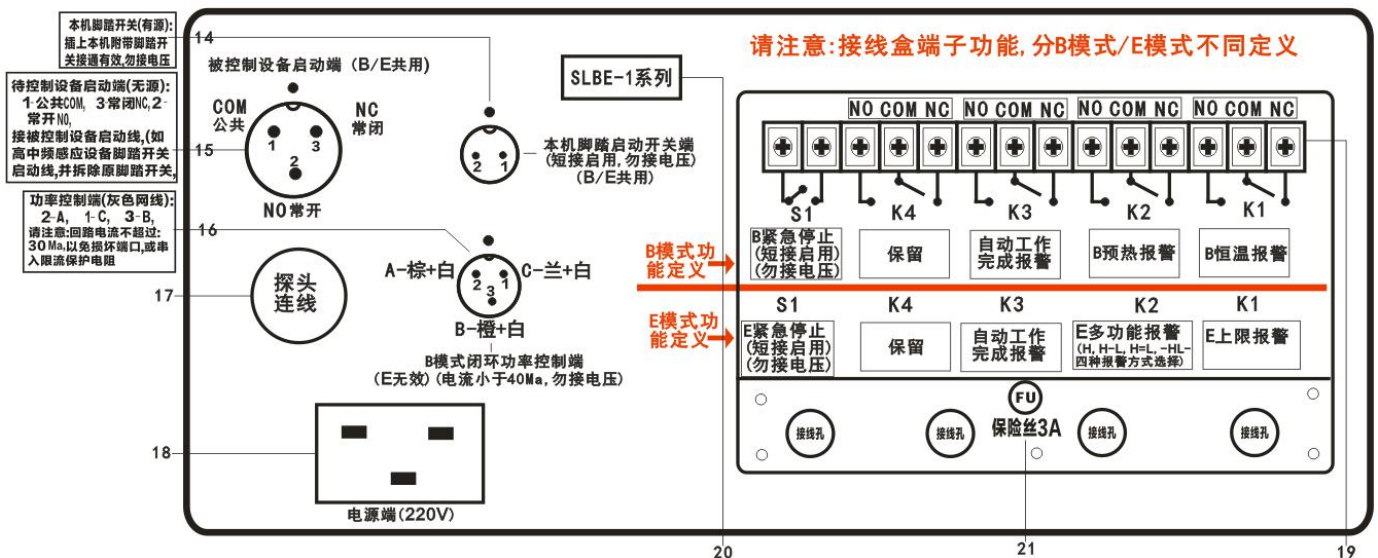 本机脚踏开关(有源):
插上本机附带脚踏开
关接通有效,勿接电压
待控制设备启动端(无源):
1-公共COM, 3-常闭NC,2-
常开NO,
接被控制设备启动线,(如
高中频感应设备脚踏开关
启动线,并拆除原脚踏开关,
功率控制端(灰色网线):
2-A, 1-C, 3-B,
请注意:回路电流不超过:
30Ma,以免损坏端口,或串
入限流保护电阻
14
15
16
17
18
被控制设备启动端 (B/E共用)
COM
公共
NC
常闭
1
3
2
NO常开
2
1
本机脚踏启动开关端
(短接启用,勿接电压)
(B/E共用)
探头
连线
A-棕+白
C-兰+白
2
3
1
B-橙+白
B模式闭环功率控制端
(E无效) (电流小于40Ma,勿接电压)
电源端(220V)
SLBE-1系列
请注意:接线盒端子功能,分B模式/E模式不同定义
NO COM NC
NO COM NC
NO COM NC
NO COM NC
S1
K4
K3
K2
K1
B模式功
能定义
B紧急停止
(短接启用)
(勿接电压)
保留
自动工作
完成报警
B预热报警
B恒温报警
S1
K4
K3
K2
K1
E模式功
能定义
E紧急停止
(短接启用)
(勿接电压)
保留
自动工作
完成报警
E多功能报警
(H, H-L, H=L, -HL-
四种报警方式选择)
E上限报警
FU
保险丝3A
接线孔
接线孔
接线孔
接线孔
20
21
19